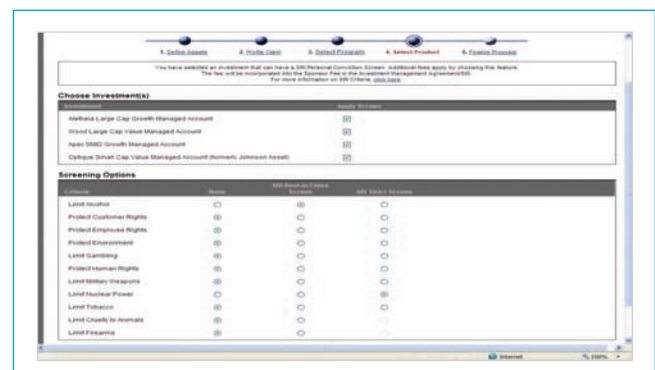 1. Define Assets 2. Profile Client 3. Select Program 4. Select Product 5. Finalize Proposal
You have selected an investment that can have a SRI Personal Conviction Screen. Additional fees apply by choosing this feature.
The fee will be incorporated into the Sponsor Fee in the Investment Management Agreement/SIS.
For more information on SRI Criteria, click here.
Choose Investment(s)
Investment Apply Screen
Aletheia Large Cap Growth Managed Account
Wood Large Cap Value Managed Account
Apex SMID Growth Managed Account
Optique Small Cap Value Managed Account (formerly Johnson Asset)
Screening Options
Criteria None SRI Best in Class Screen SRI Strict Screen
Limit Alcohol
Protect Customer Rights
Protect Employee Rights
Protect Environment
Limit Gambling
Protect Human Rights
Limit Military Weapons
Limit Nuclear Power
Limit Tobacco
Limit Cruelty to Animals
Limit Firearms
Internet 100%